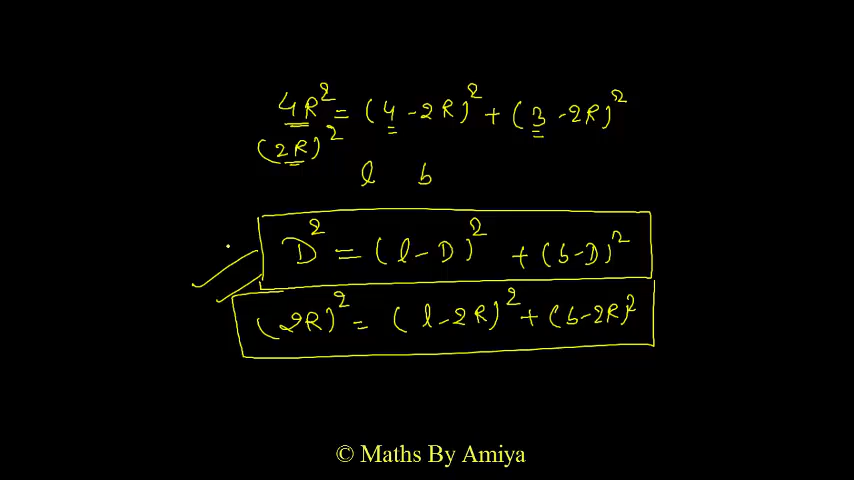 4R² = (4 - 2R)² + (3 - 2R)²
(2R)²
l b
D² = (l - D)² + (b - D)²
(2R)² = (l - 2R)² + (b - 2R)²
© Maths By Amiya